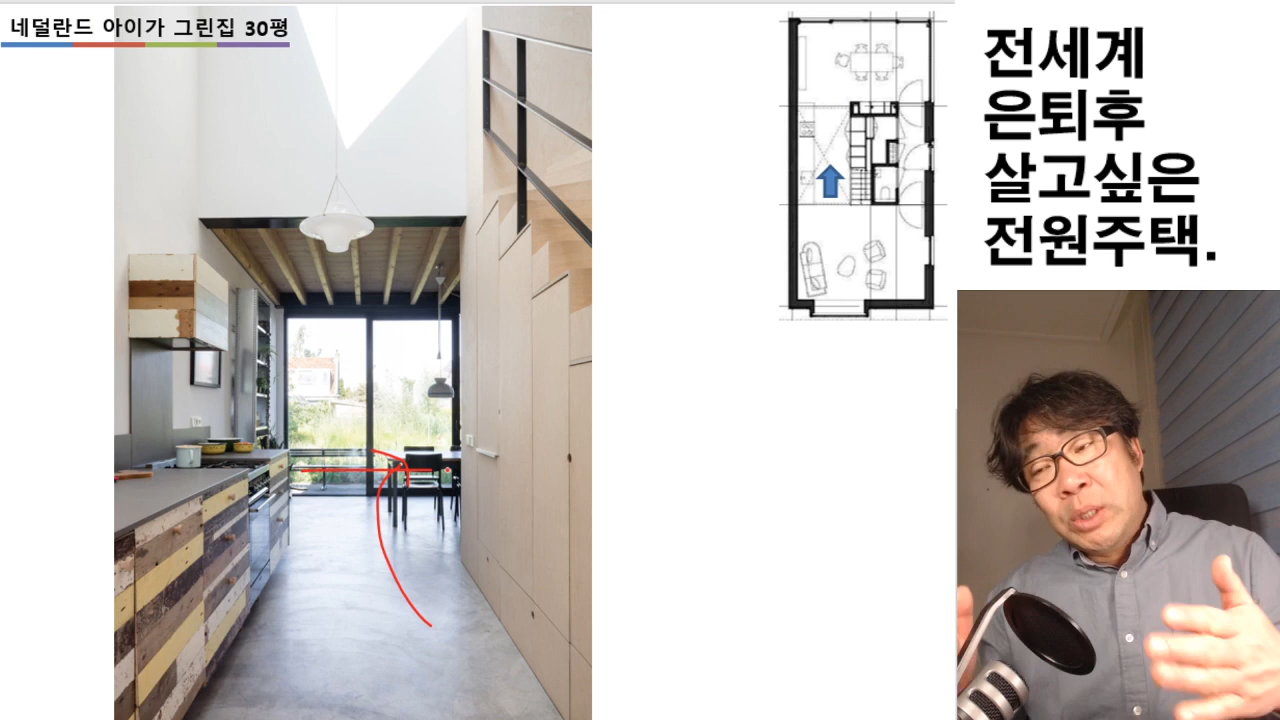 네덜란드 아이가 그린집 30평
전세계
은퇴후
살고싶은
전원주택.